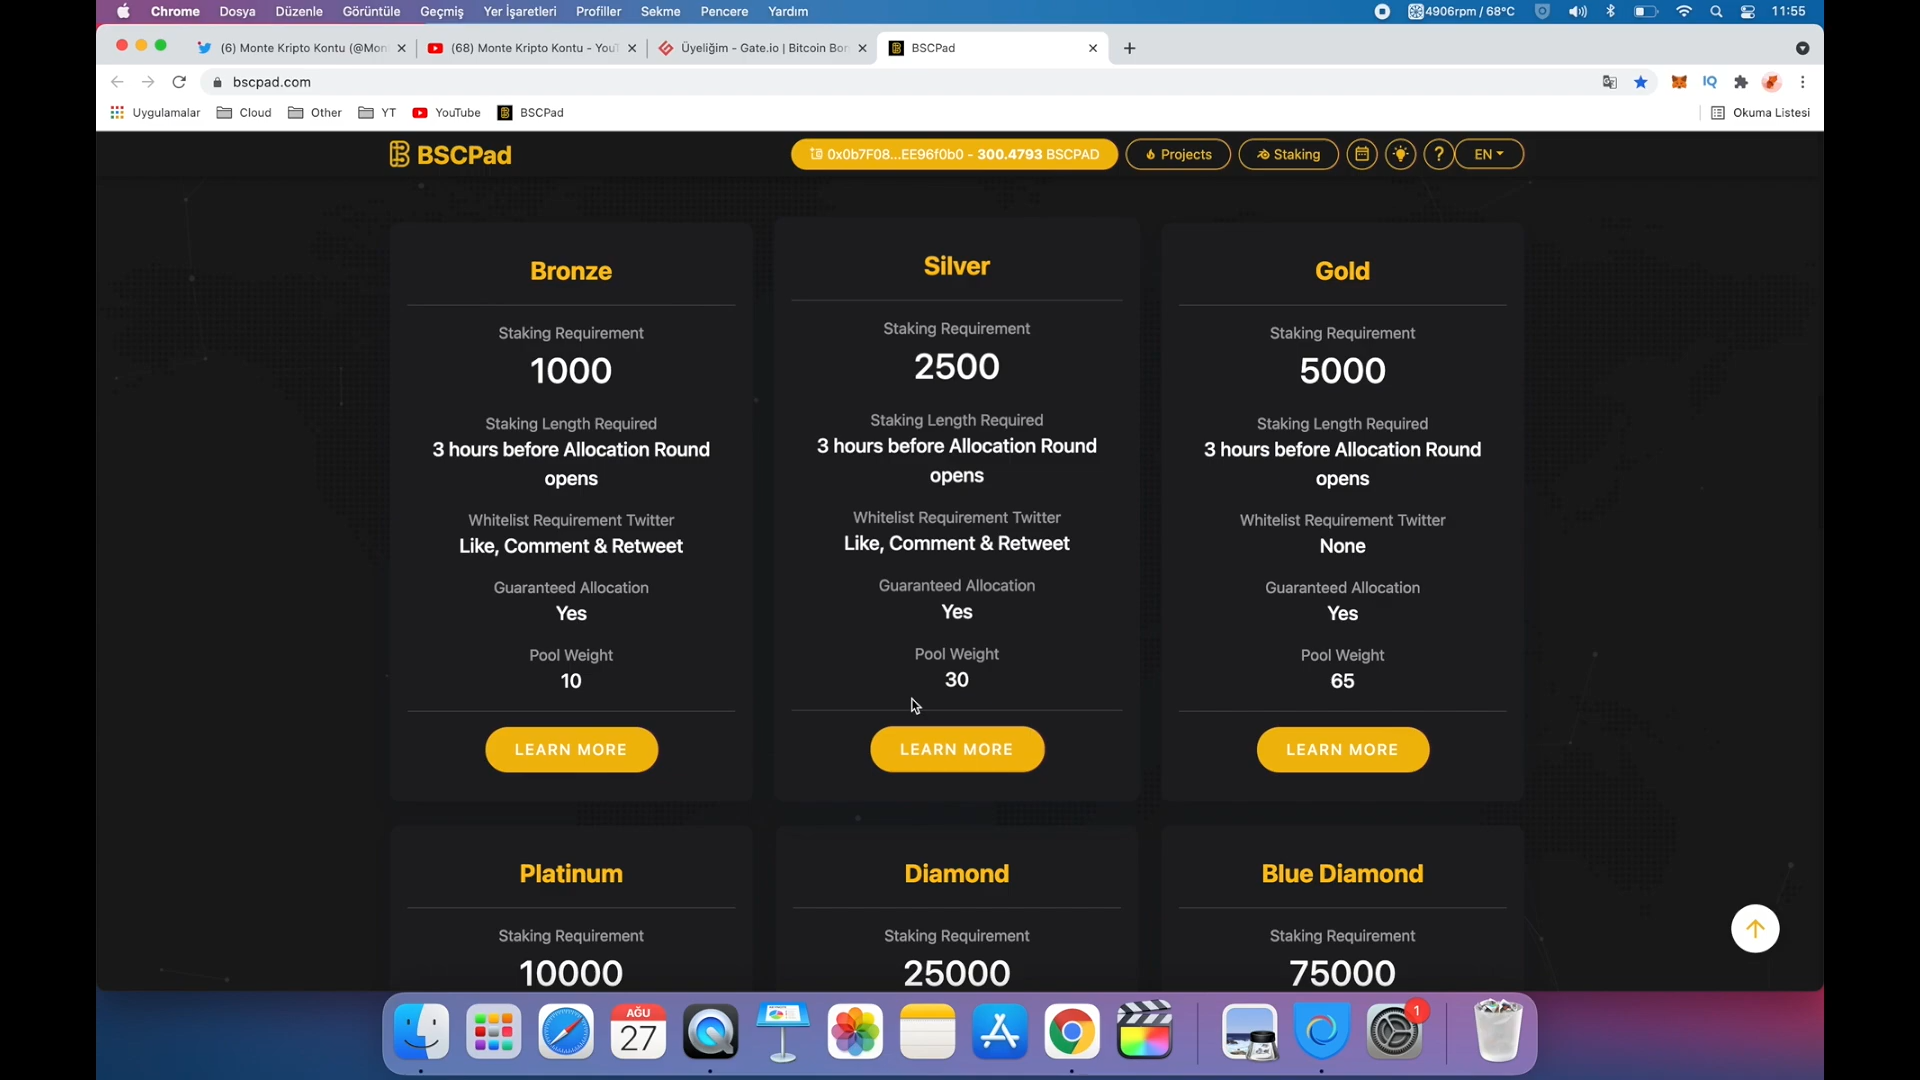 Chrome Dosya Düzenle Görüntüle Geçmiş Yer İşaretleri Profiller Sekme Pencere Yardım 4906rpm / 68°C 11:55
(6) Monte Kripto Kontu (@Mon (68) Monte Kripto Kontu - YouT Üyeliğim - Gate.io | Bitcoin Bor BSCPad
bscpad.com
Uygulamalar Cloud Other YT YouTube BSCPad Okuma Listesi
BSCPad 0x0b7F08...EE96f0b0 - 300.4793 BSCPAD Projects Staking ? EN
Bronze
Staking Requirement
1000
Staking Length Required
3 hours before Allocation Round
opens
Whitelist Requirement Twitter
Like, Comment & Retweet
Guaranteed Allocation
Yes
Pool Weight
10
LEARN MORE
Silver
Staking Requirement
2500
Staking Length Required
3 hours before Allocation Round
opens
Whitelist Requirement Twitter
Like, Comment & Retweet
Guaranteed Allocation
Yes
Pool Weight
30
LEARN MORE
Gold
Staking Requirement
5000
Staking Length Required
3 hours before Allocation Round
opens
Whitelist Requirement Twitter
None
Guaranteed Allocation
Yes
Pool Weight
65
LEARN MORE
Platinum
Staking Requirement
10000
Diamond
Staking Requirement
25000
Blue Diamond
Staking Requirement
75000
AĞU
27
1